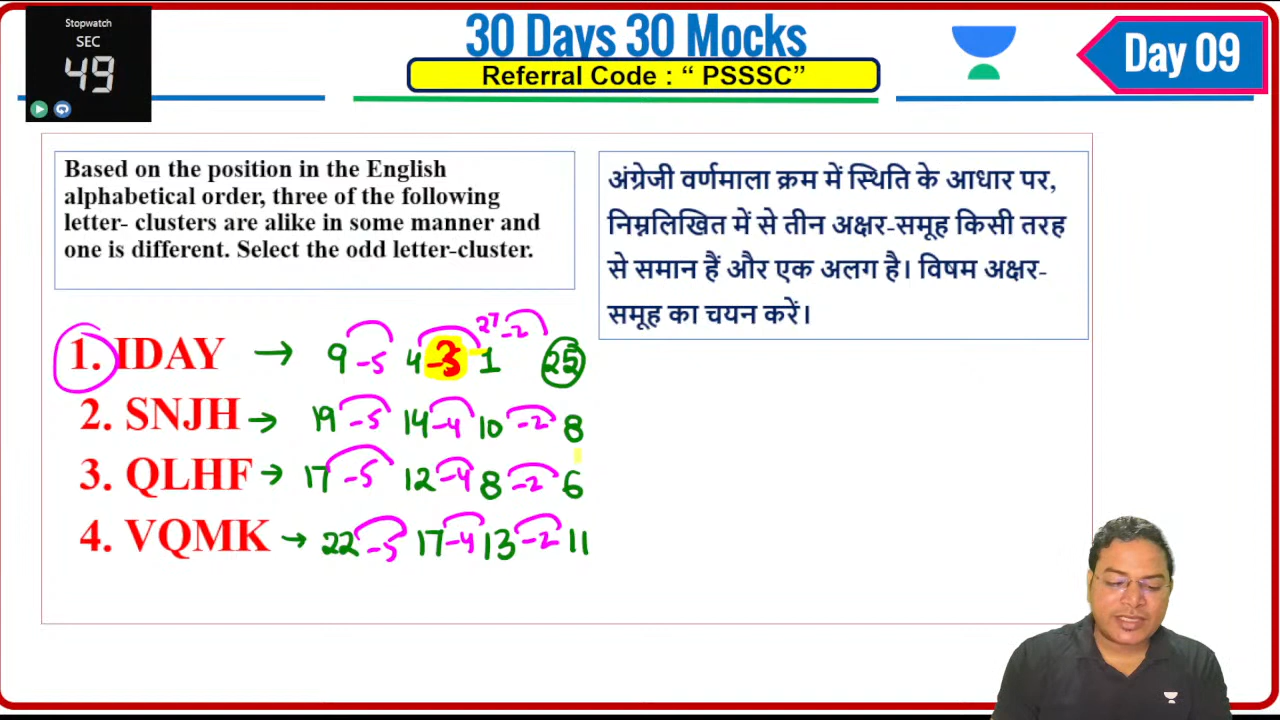 Stopwatch
SEC
49
30 Days 30 Mocks
Referral Code : “ PSSSC”
Day 09
Based on the position in the English
alphabetical order, three of the following
letter- clusters are alike in some manner and
one is different. Select the odd letter-cluster.
अंग्रेजी वर्णमाला क्रम में स्थिति के आधार पर,
निम्नलिखित में से तीन अक्षर-समूह किसी तरह
से समान हैं और एक अलग है। विषम अक्षर-
समूह का चयन करें।
1. IDAY → 9 -5 4 -3 1 27 -2 25
2. SNJH → 19 -5 14 -4 10 -2 8
3. QLHF → 17 -5 12 -4 8 -2 6
4. VQMK → 22 -5 17 -4 13 -2 11